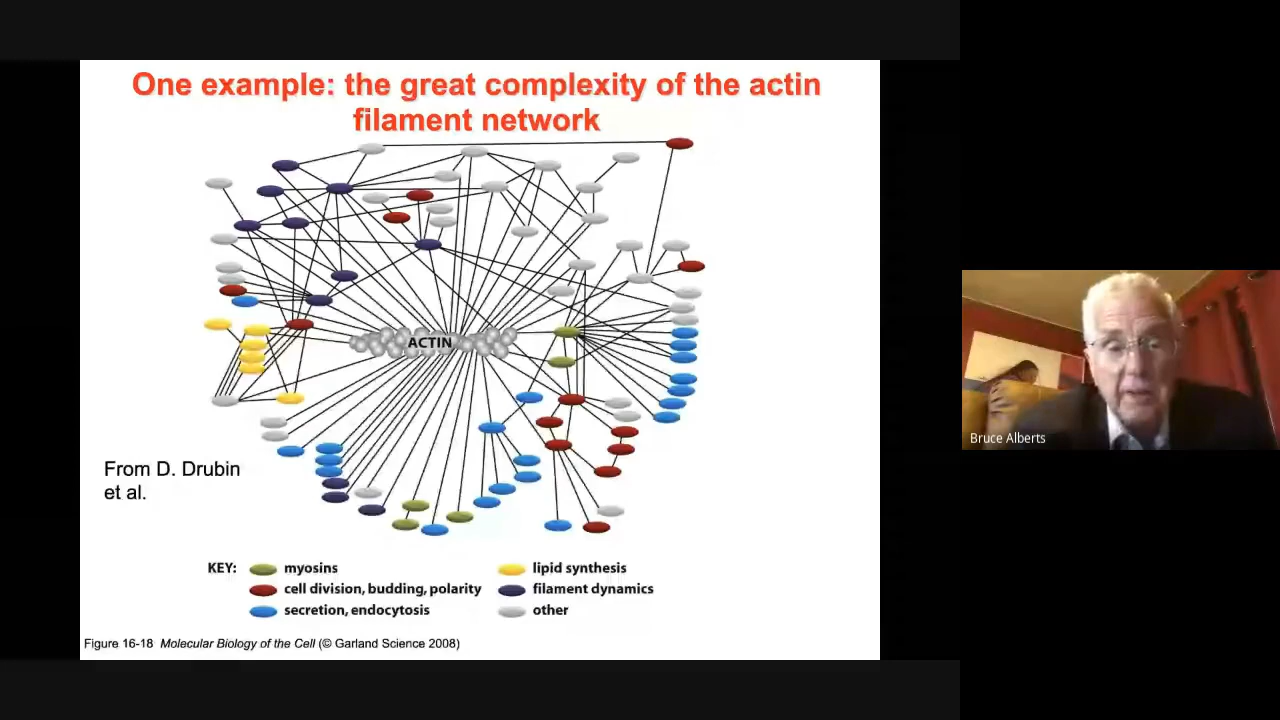 One example: the great complexity of the actin
filament network
ACTIN
From D. Drubin
et al.
KEY:
myosins
cell division, budding, polarity
secretion, endocytosis
lipid synthesis
filament dynamics
other
Figure 16-18 Molecular Biology of the Cell (© Garland Science 2008)
Bruce Alberts